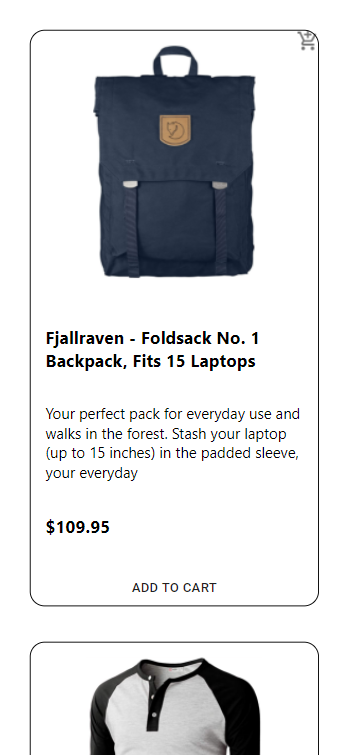 Fjallraven - Foldsack No. 1
Backpack, Fits 15 Laptops
Your perfect pack for everyday use and
walks in the forest. Stash your laptop
(up to 15 inches) in the padded sleeve,
your everyday
$109.95
ADD TO CART